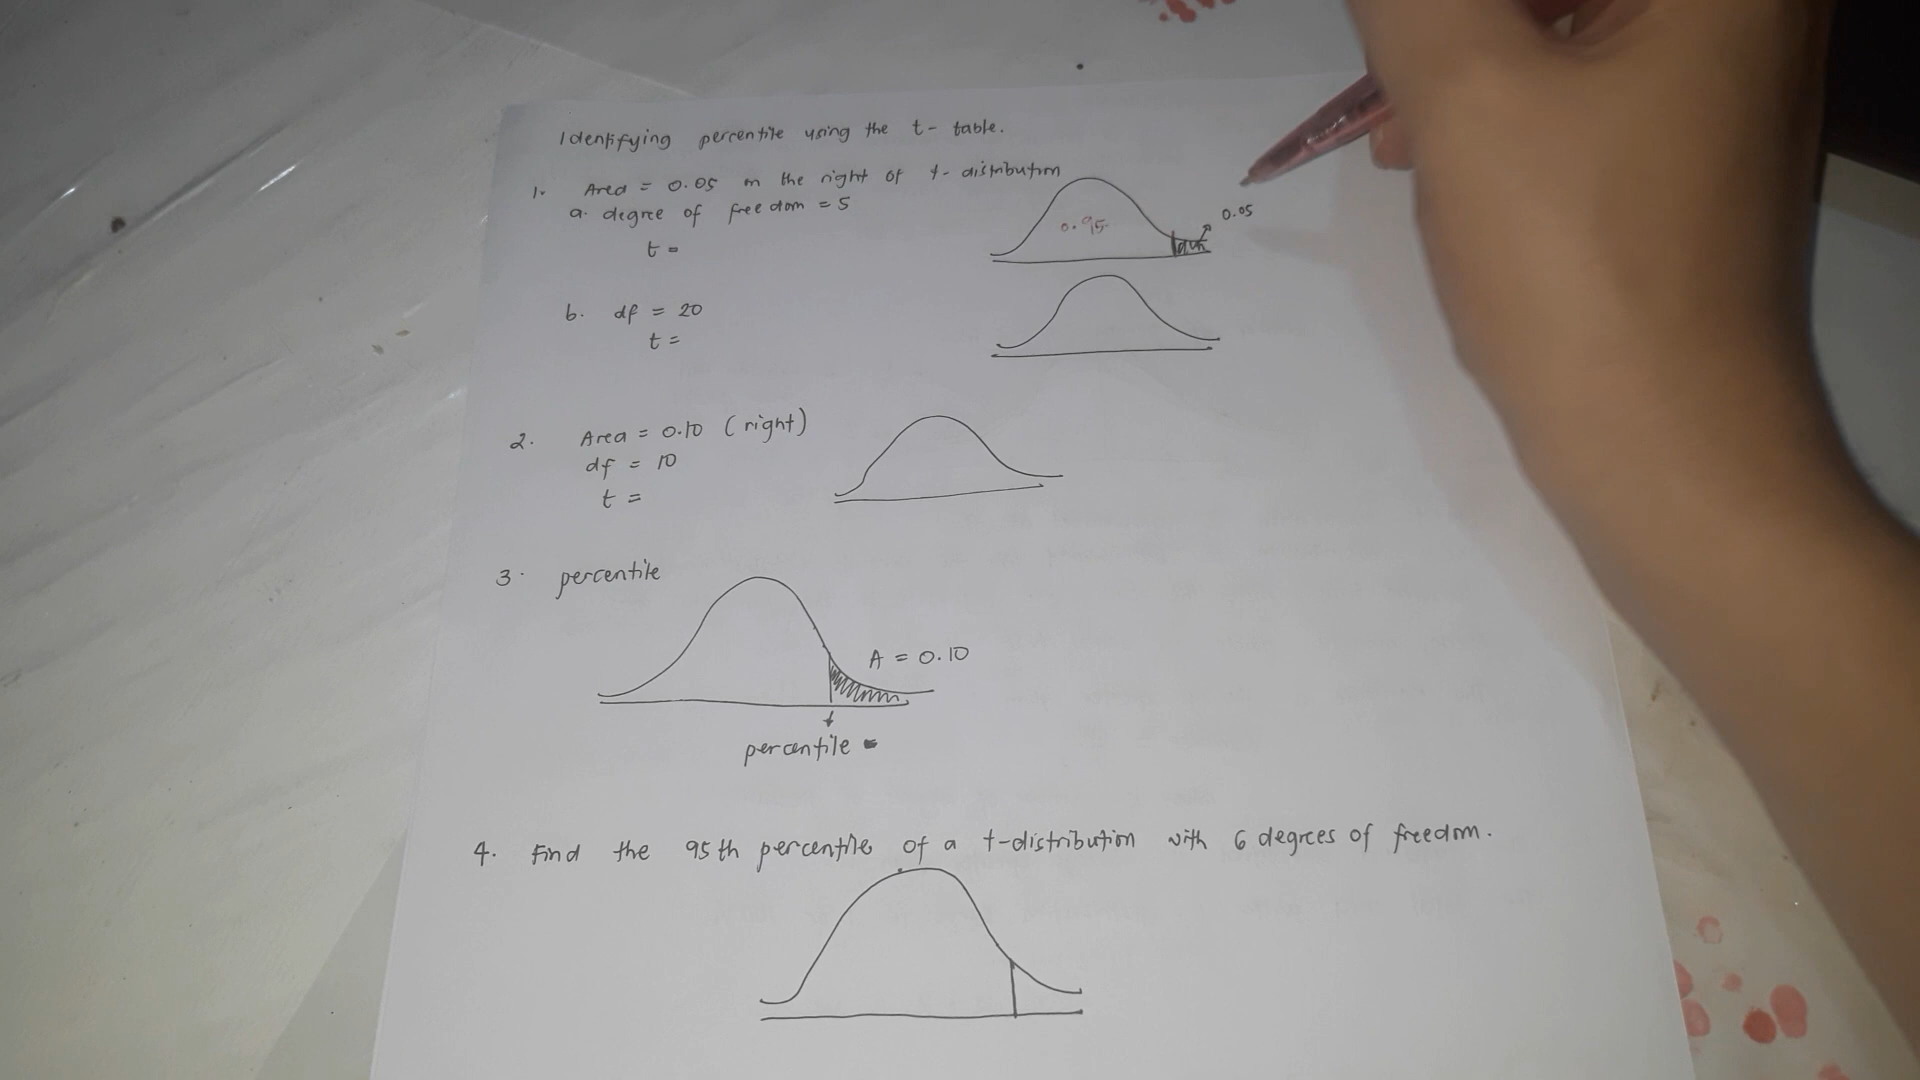 Identifying percentile using the t- table.
1. Area = 0.05 on the right of t- distribution
a. degree of freedom = 5
t =
0.95
0.05
b. df = 20
t =
2. Area = 0.10 (right)
df = 10
t =
3. percentile
A = 0.10
percentile =
4. Find the 95th percentile of a t-distribution with 6 degrees of freedom.